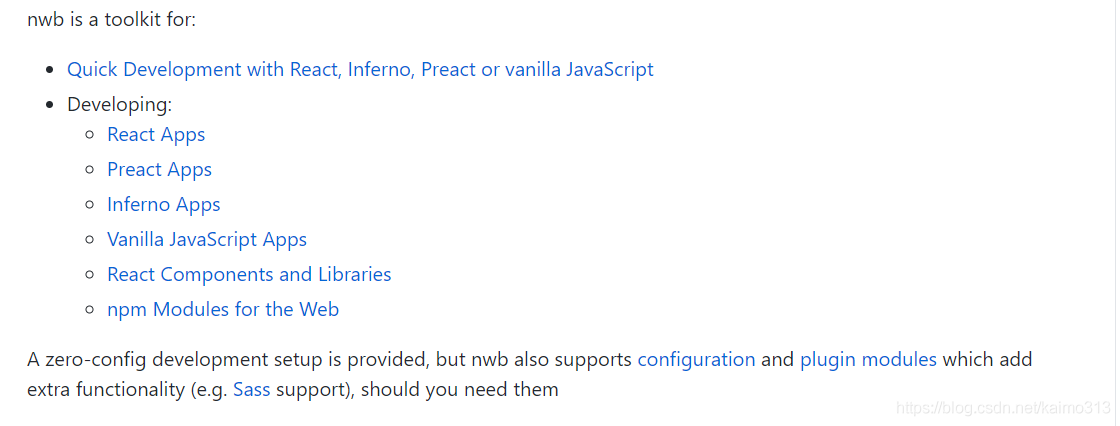 nwb is a toolkit for:
Quick Development with React, Inferno, Preact or vanilla JavaScript
Developing:
React Apps
Preact Apps
Inferno Apps
Vanilla JavaScript Apps
React Components and Libraries
npm Modules for the Web
A zero-config development setup is provided, but nwb also supports configuration and plugin modules which add
extra functionality (e.g. Sass support), should you need them
https://blog.csdn.net/kaimo313